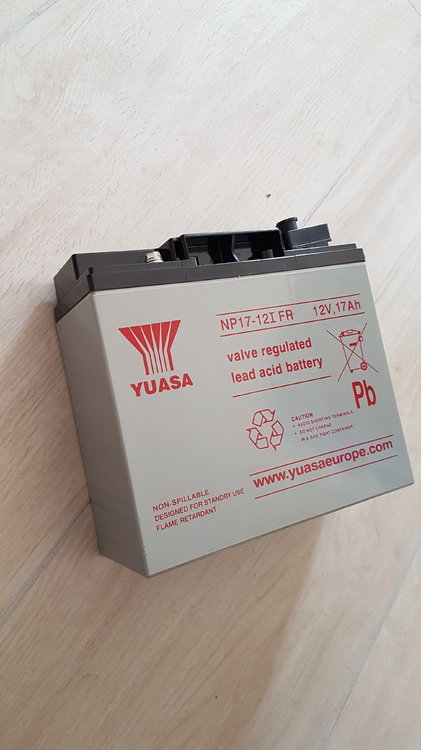 NP17-12I FR 12V,17Ah
YUASA
valve regulated
lead acid battery
Pb
CAUTION
• AVOID SHORTING TERMINALS
• DO NOT CHARGE
IN A GAS TIGHT CONTAINER
www.yuasaeurope.com
NON-SPILLABLE
DESIGNED FOR STANDBY USE
FLAME RETARDANT